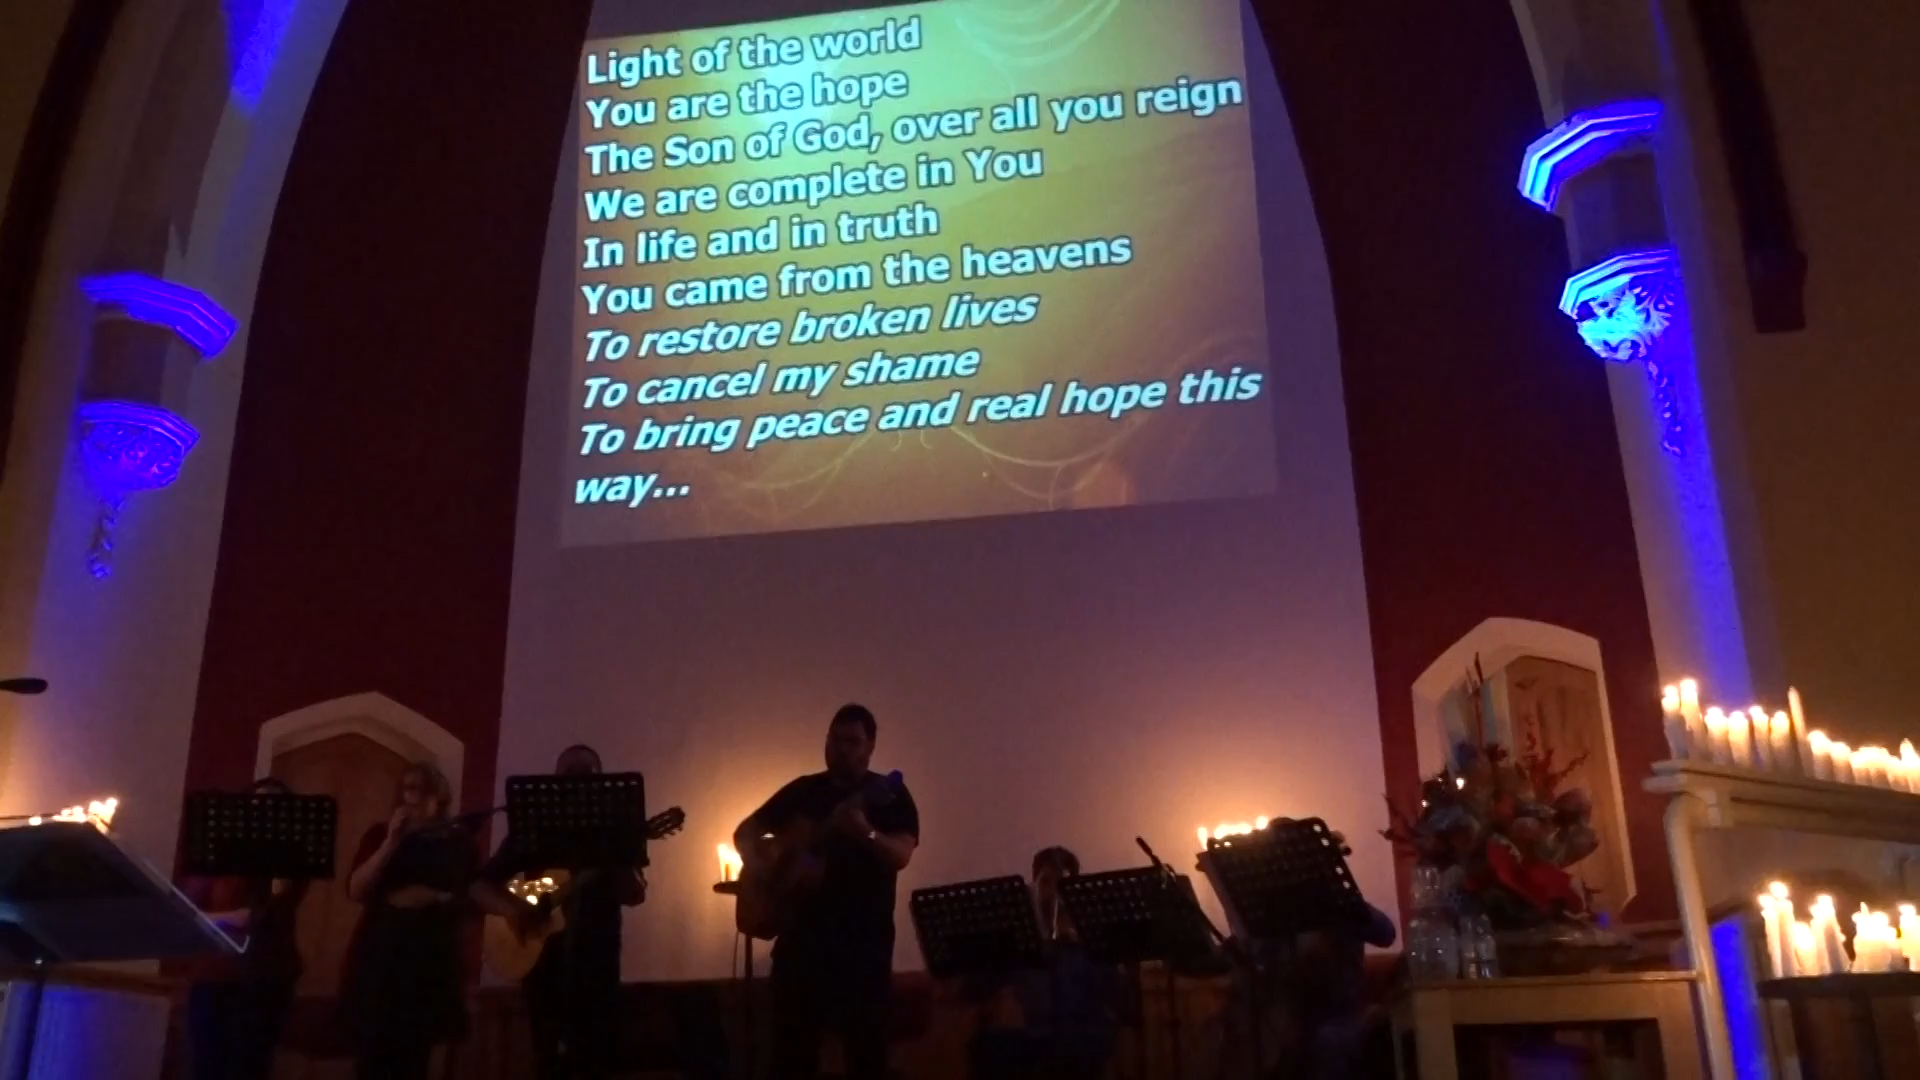 Light of the world
You are the hope
The Son of God, over all you reign
We are complete in You
In life and in truth
You came from the heavens
To restore broken lives
To cancel my shame
To bring peace and real hope this
way...